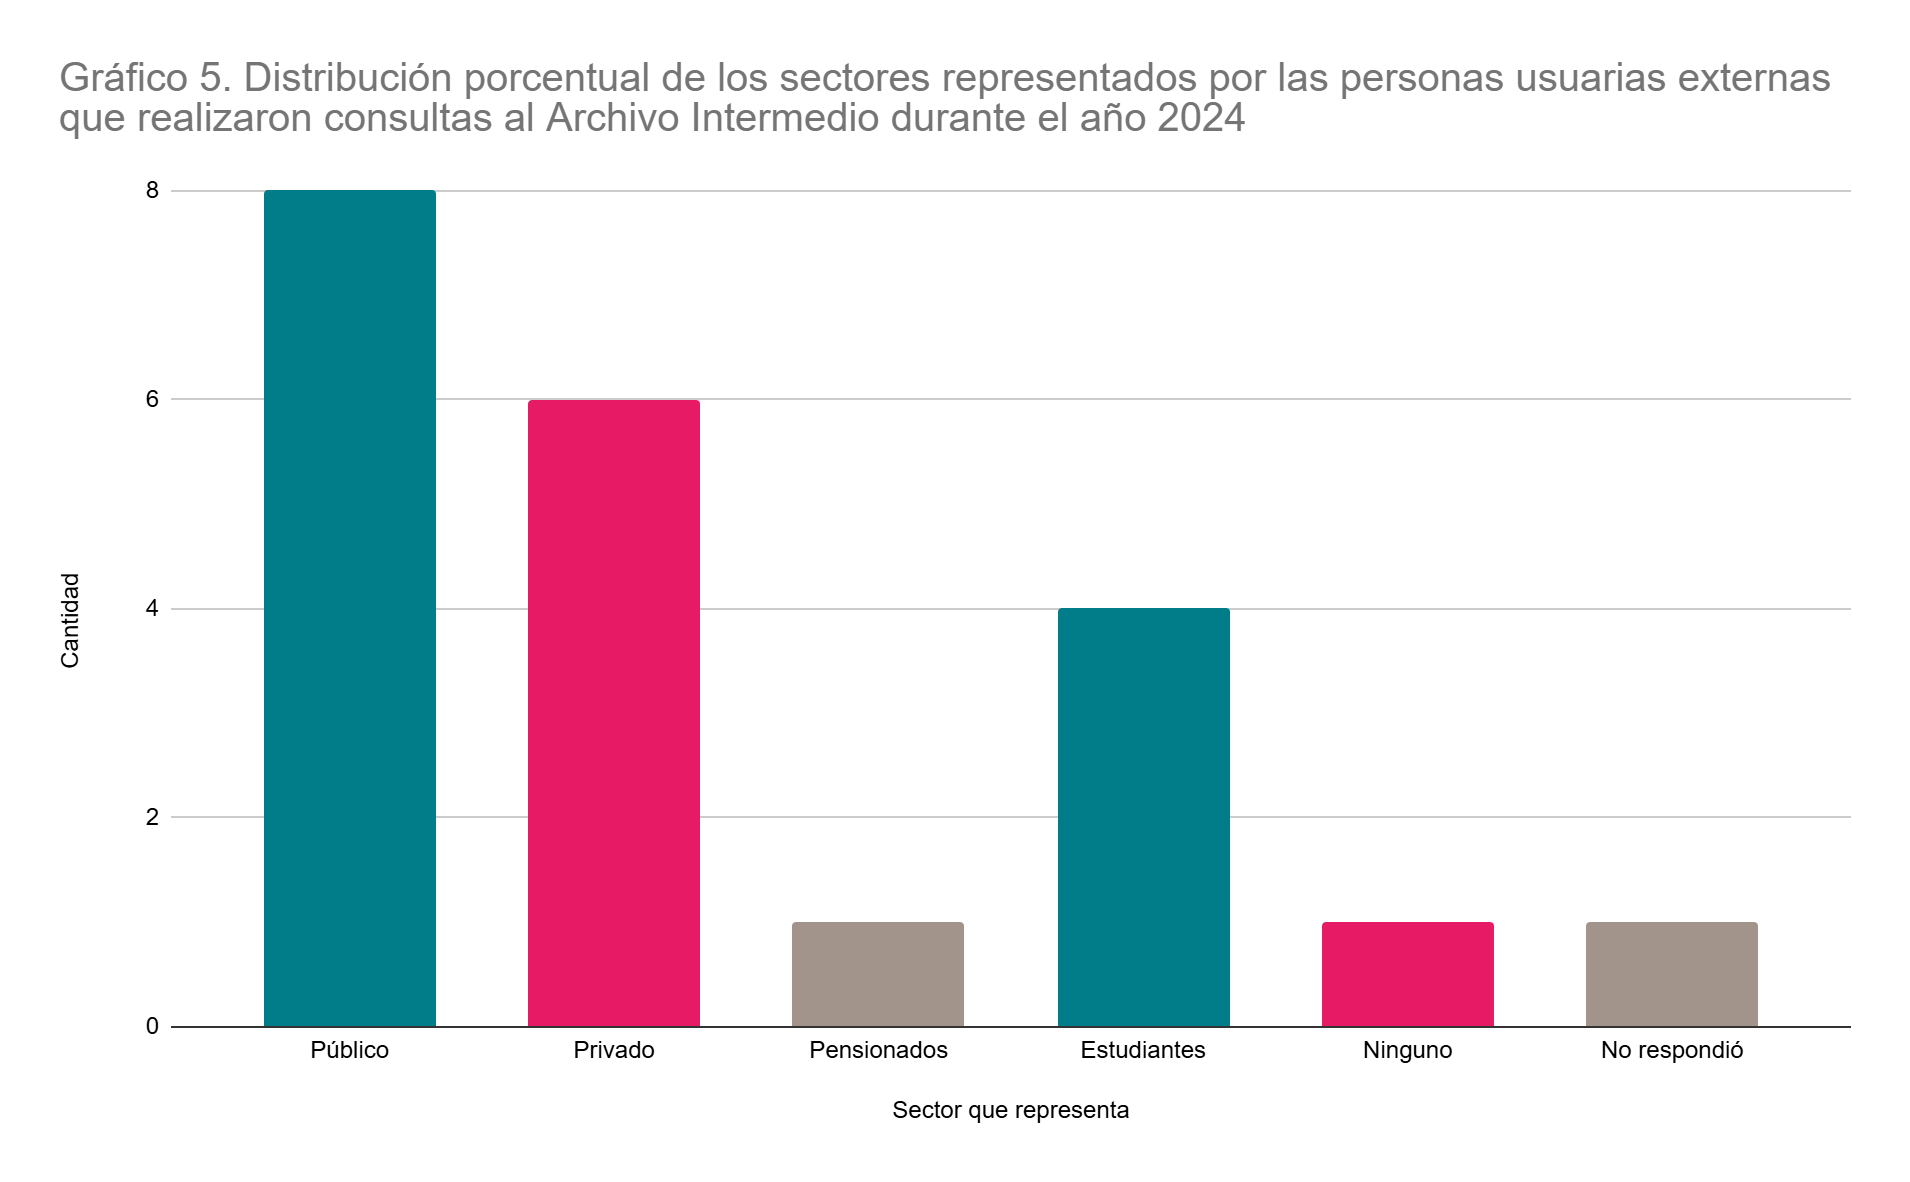 Gráfico 5. Distribución porcentual de los sectores representados por las personas usuarias externas
que realizaron consultas al Archivo Intermedio durante el año 2024
8
6
4
2
0
Cantidad
Público
Privado
Pensionados
Estudiantes
Ninguno
No respondió
Sector que representa